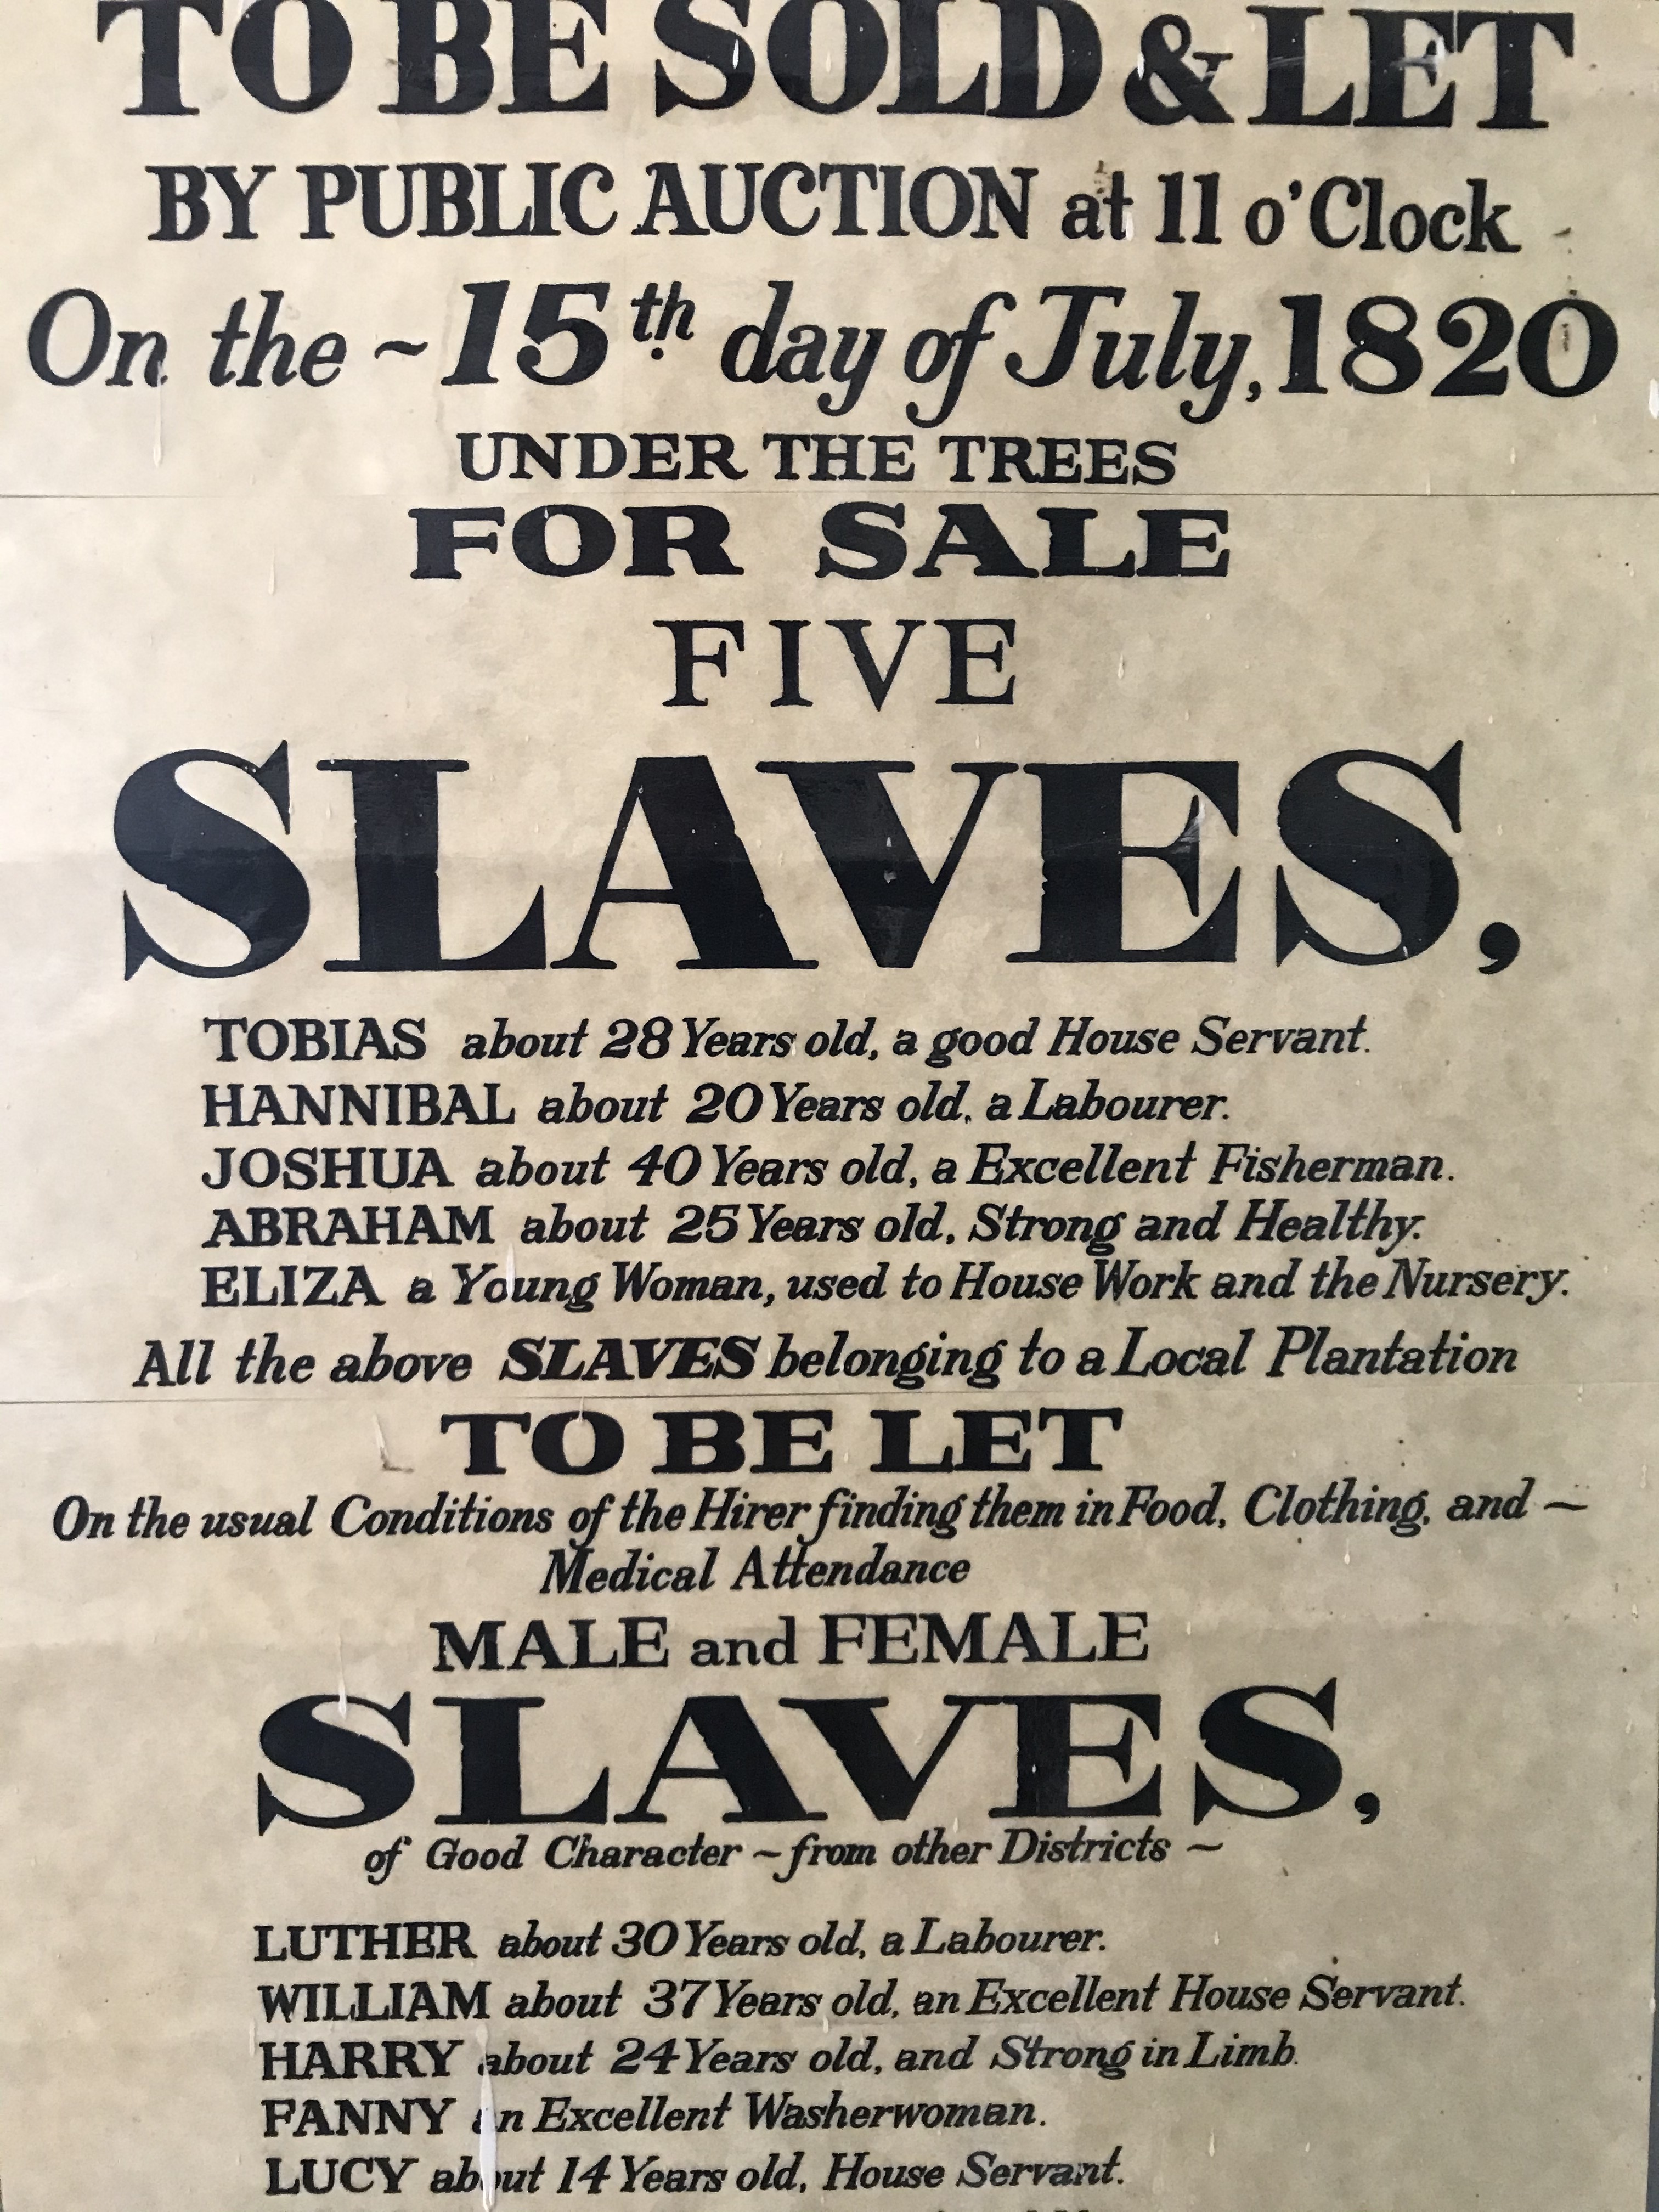 TO BE SOLD & LET
BY PUBLIC AUCTION at 11 o'Clock
On the ~ 15th day of July, 1820
UNDER THE TREES
FOR SALE
FIVE
SLAVES,
TOBIAS about 28 Years old, a good House Servant.
HANNIBAL about 20 Years old, a Labourer.
JOSHUA about 40 Years old, a Excellent Fisherman.
ABRAHAM about 25 Years old, Strong and Healthy.
ELIZA a Young Woman, used to House Work and the Nursery.
All the above SLAVES belonging to a Local Plantation
TO BE LET
On the usual Conditions of the Hirer finding them in Food, Clothing, and ~
Medical Attendance
MALE and FEMALE
SLAVES,
of Good Character ~ from other Districts ~
LUTHER about 30 Years old, a Labourer.
WILLIAM about 37 Years old, an Excellent House Servant.
HARRY about 24 Years old, and Strong in Limb.
FANNY an Excellent Washerwoman.
LUCY about 14 Years old, House Servant.